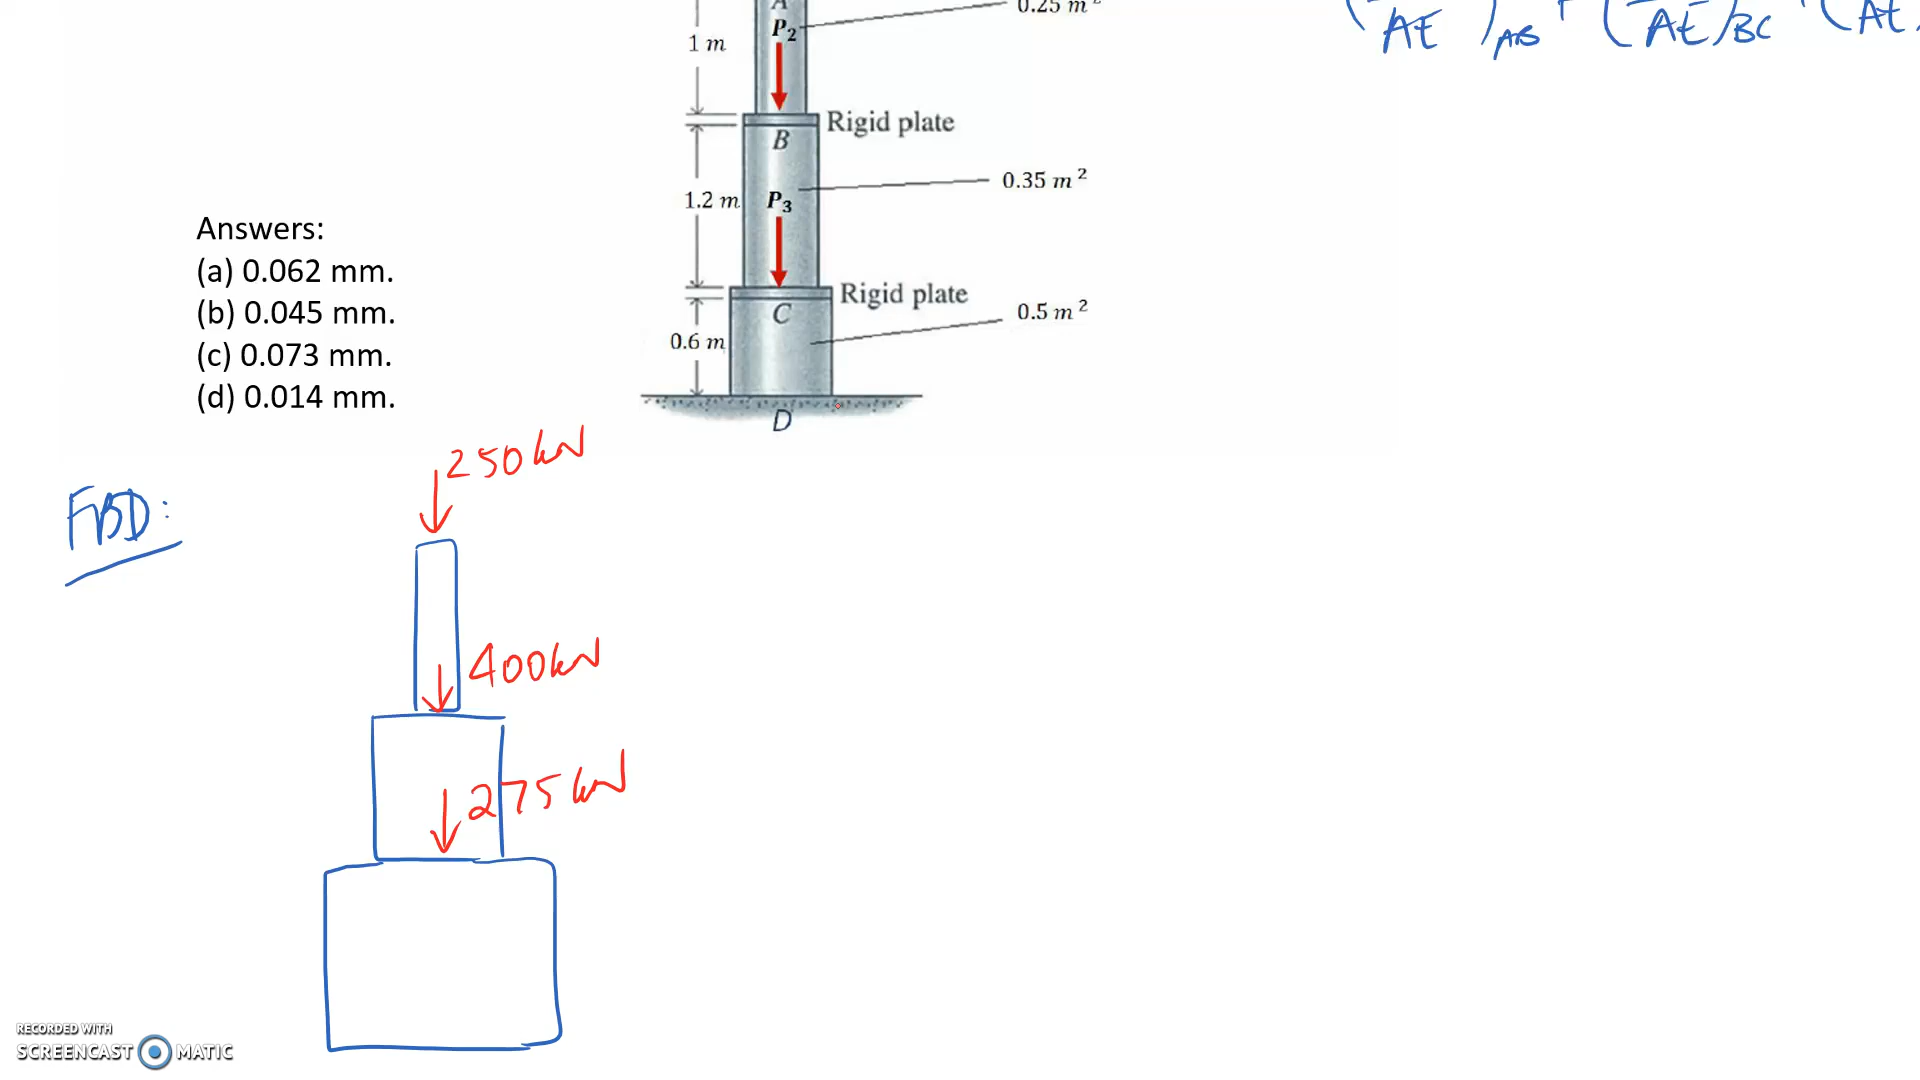 A
0.25 m²
P₂
1 m
(AE)AB + (AE)BC + (AE
Rigid plate
B
0.35 m²
1.2 m
P₃
Answers:
(a) 0.062 mm.
(b) 0.045 mm.
(c) 0.073 mm.
(d) 0.014 mm.
Rigid plate
C
0.5 m²
0.6 m
D
250 kN
FBD:
400 kN
275 kN
RECORDED WITH
SCREENCAST MATIC